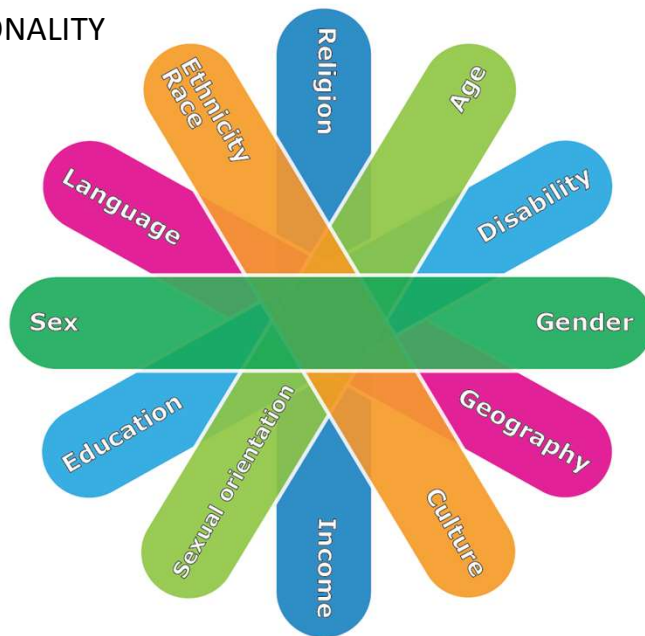 ONALITY
Religion
Age
Ethnicity
Race
Disability
Language
Sex
Gender
Education
Geography
Sexual orientation
Culture
Income